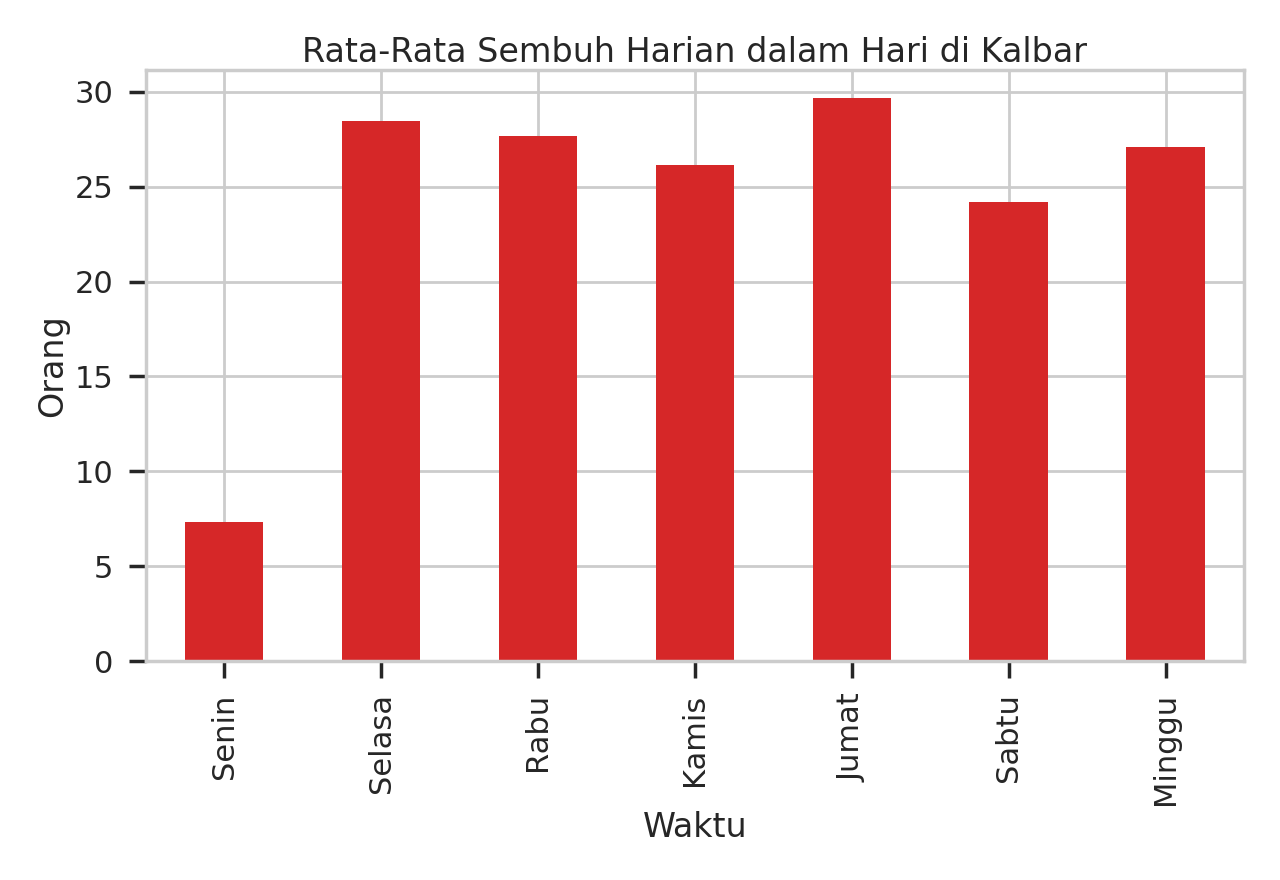 Rata-Rata Sembuh Harian dalam Hari di Kalbar
30
25
20
15
10
5
0
Orang
Senin
Selasa
Rabu
Kamis
Jumat
Sabtu
Minggu
Waktu